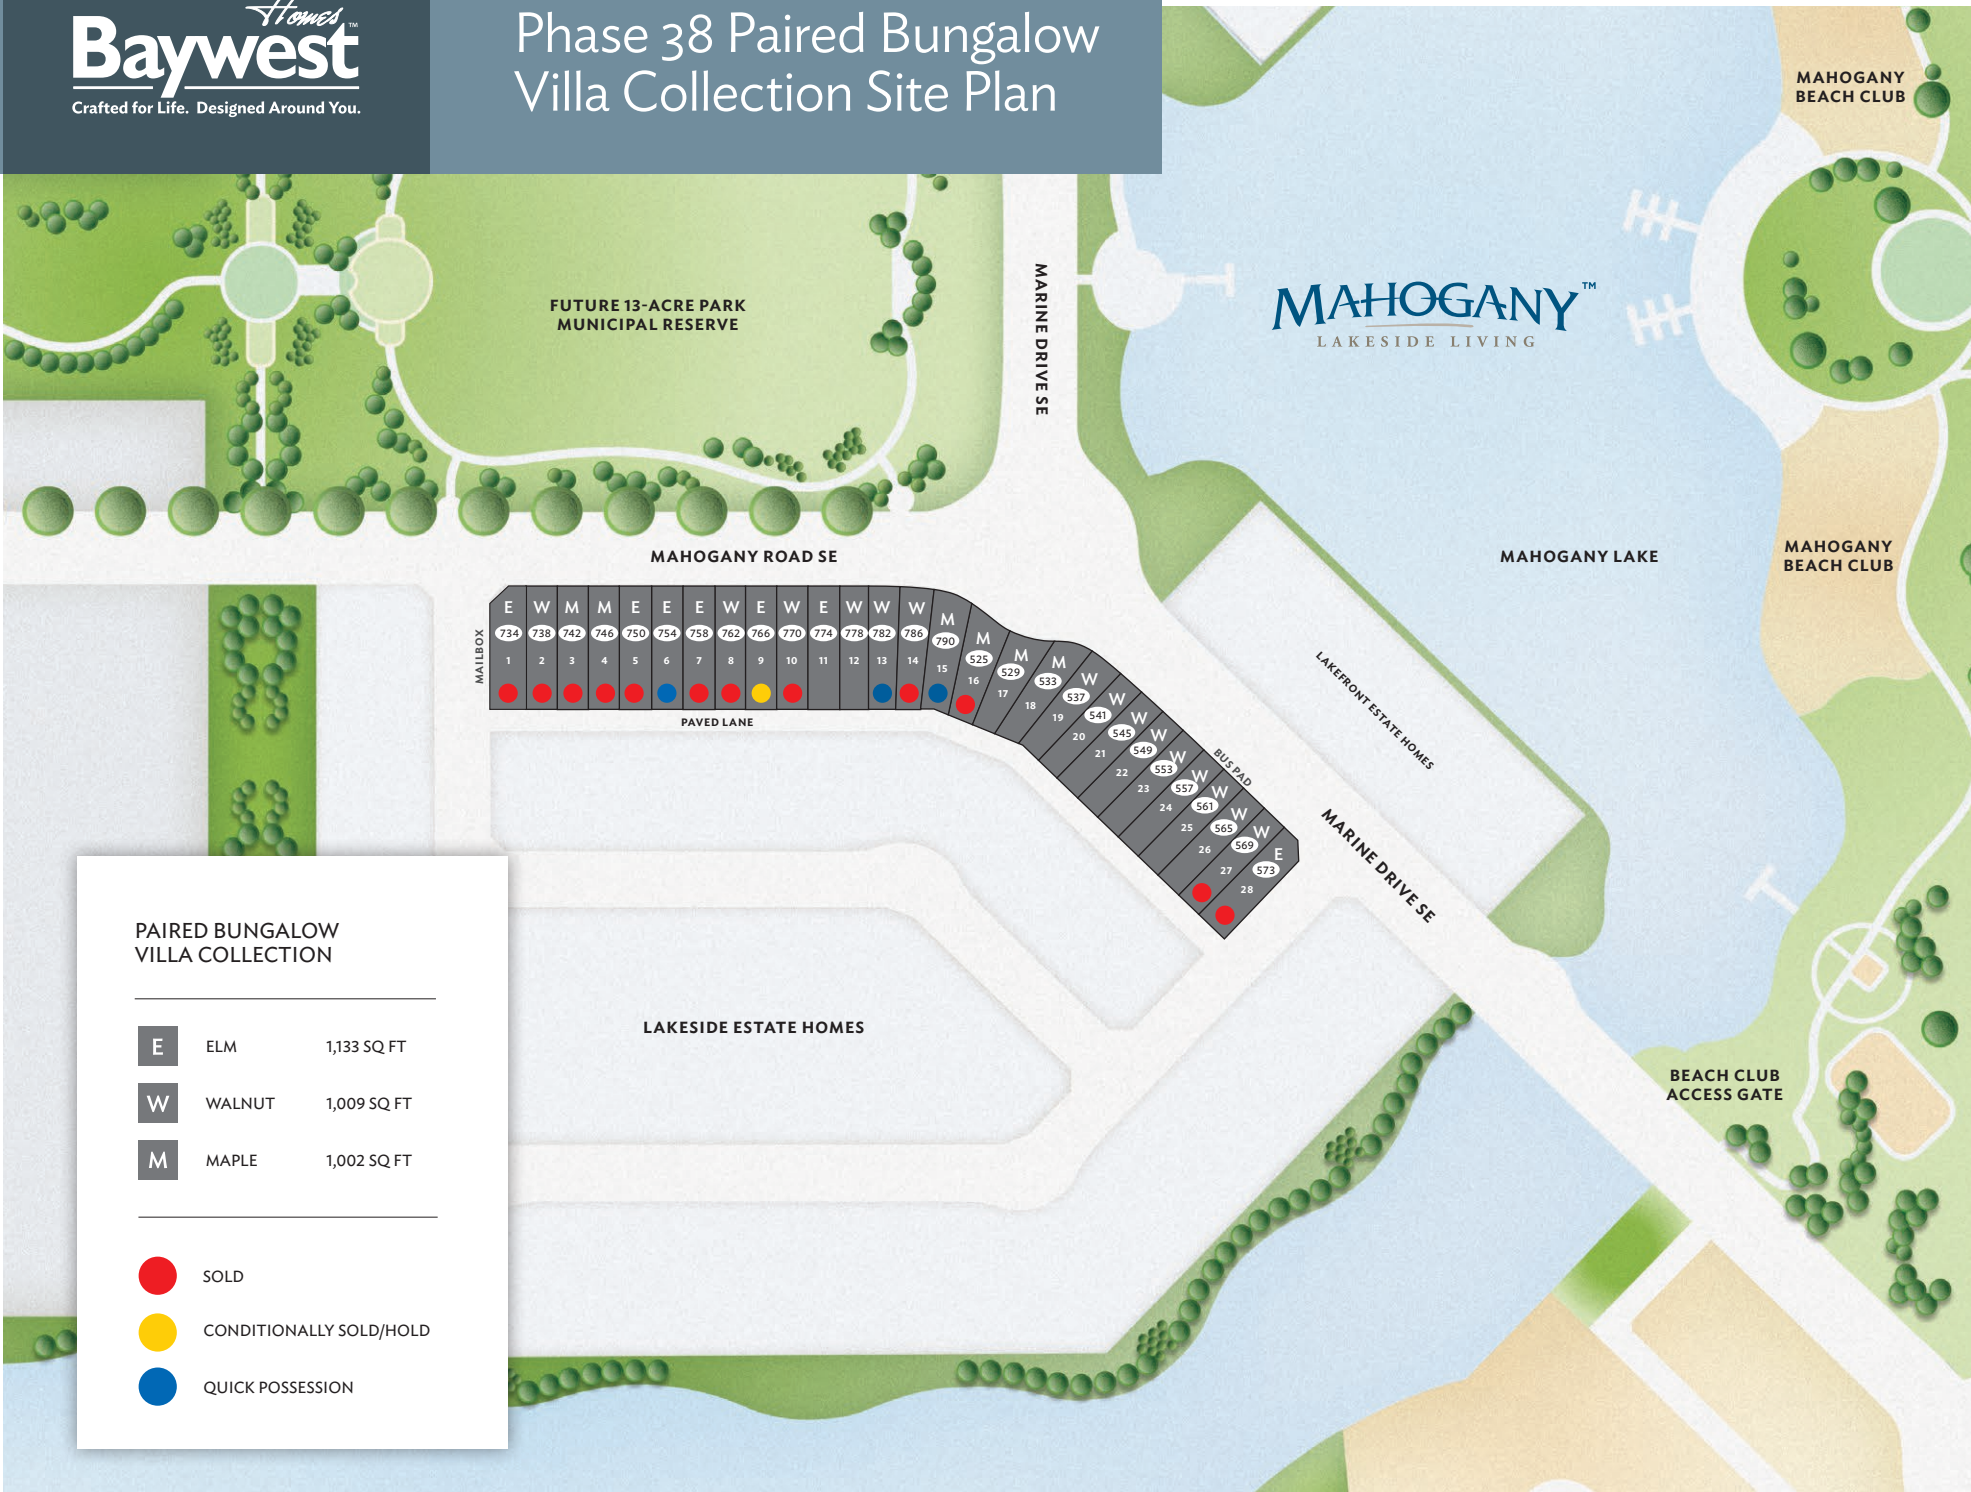 Homes
Baywest™
Crafted for Life. Designed Around You.
Phase 38 Paired Bungalow
Villa Collection Site Plan
MAHOGANY
BEACH CLUB
FUTURE 13-ACRE PARK
MUNICIPAL RESERVE
MARINE DRIVE SE
MAHOGANY™
LAKESIDE LIVING
MAHOGANY ROAD SE
MAHOGANY LAKE
MAHOGANY
BEACH CLUB
MAILBOX
E W M M E E E W E W E W W W M M M M W W W W W W W W W E
734 738 742 746 750 754 758 762 766 770 774 778 782 786 790 525 529 533 537 541 545 549 553 557 561 565 569 573
1 2 3 4 5 6 7 8 9 10 11 12 13 14 15 16 17 18 19 20 21 22 23 24 25 26 27 28
PAVED LANE
LAKEFRONT ESTATE HOMES
BUS PAD
MARINE DRIVE SE
LAKESIDE ESTATE HOMES
BEACH CLUB
ACCESS GATE
PAIRED BUNGALOW
VILLA COLLECTION
E ELM 1,133 SQ FT
W WALNUT 1,009 SQ FT
M MAPLE 1,002 SQ FT
SOLD
CONDITIONALLY SOLD/HOLD
QUICK POSSESSION